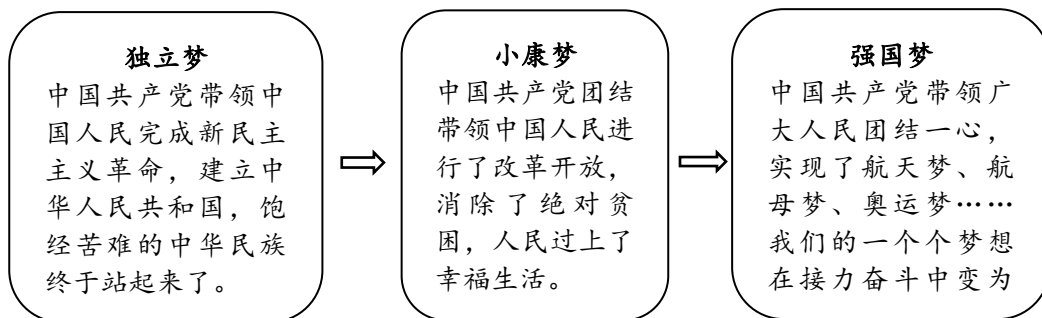 独立梦
中国共产党带领中
国人民完成新民主
主义革命，建立中
华人民共和国，饱
经苦难的中华民族
终于站起来了。
小康梦
中国共产党团结
带领中国人民进
行了改革开放，
消除了绝对贫
困，人民过上了
幸福生活。
强国梦
中国共产党带领广
大人民团结一心，
实现了航天梦、航
母梦、奥运梦……
我们的一个个梦想
在接力奋斗中变为